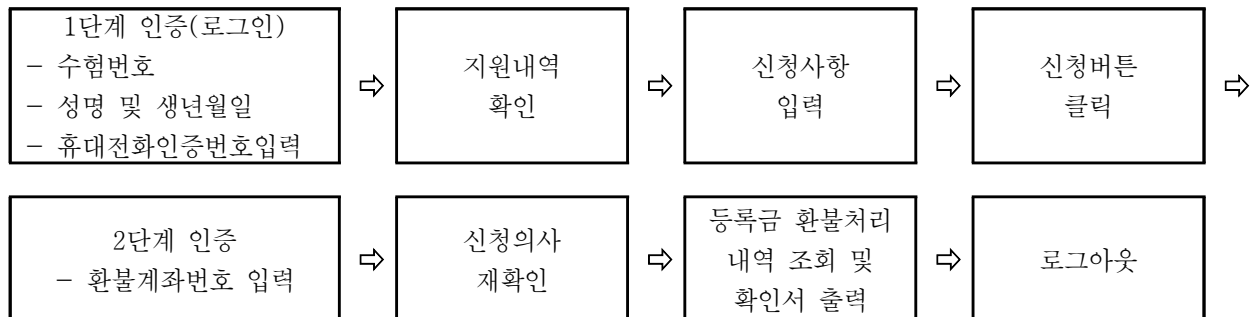 1단계 인증(로그인)
- 수험번호
- 성명 및 생년월일
- 휴대전화인증번호입력
⇨
지원내역
확인
⇨
신청사항
입력
⇨
신청버튼
클릭
⇨
2단계 인증
- 환불계좌번호 입력
⇨
신청의사
재확인
⇨
등록금 환불처리
내역 조회 및
확인서 출력
⇨
로그아웃